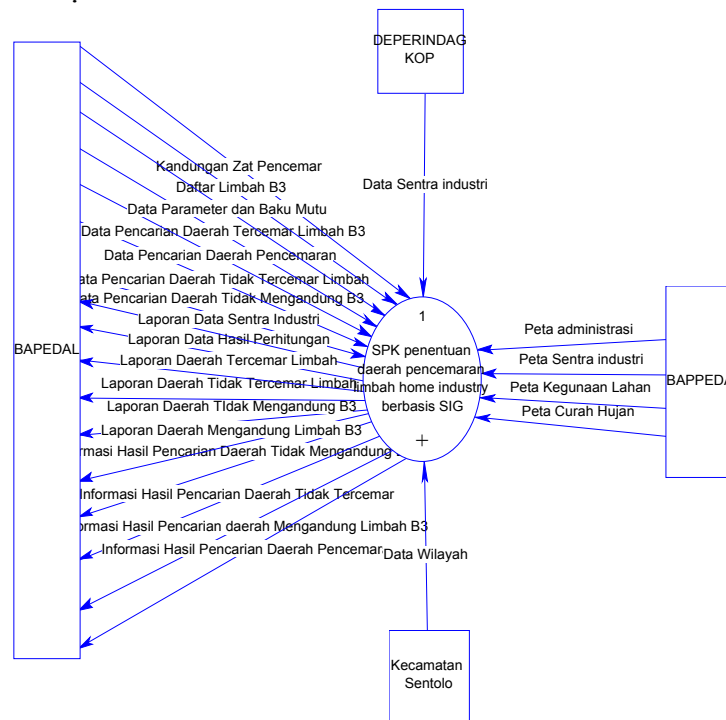 DEPERINDAG
KOP
Kandungan Zat Pencemar
Daftar Limbah B3
Data Sentra industri
Data Parameter dan Baku Mutu
Data Pencarian Daerah Tercemar Limbah B3
Data Pencarian Daerah Pencemaran
ata Pencarian Daerah Tidak Tercemar Limbah
ata Pencarian Daerah Tidak Mengandung B3
Laporan Data Sentra Industri
Laporan Data Hasil Perhitungan
BAPEDAL
Laporan Daerah Tercemar Limbah
Laporan Daerah Tidak Tercemar Limbah
Laporan Daerah TIdak Mengandung B3
Laporan Daerah Mengandung Limbah B3
rmasi Hasil Pencarian Daerah Tidak Mengandung
Informasi Hasil Pencarian Daerah Tidak Tercemar
ormasi Hasil Pencarian daerah Mengandung Limbah B3
Informasi Hasil Pencarian Daerah Pencemar
1
SPK penentuan
daerah pencemaran
limbah home industry
berbasis SIG
+
Peta administrasi
Peta Sentra industri
Peta Kegunaan Lahan
Peta Curah Hujan
BAPPEDA
Data Wilayah
Kecamatan
Sentolo